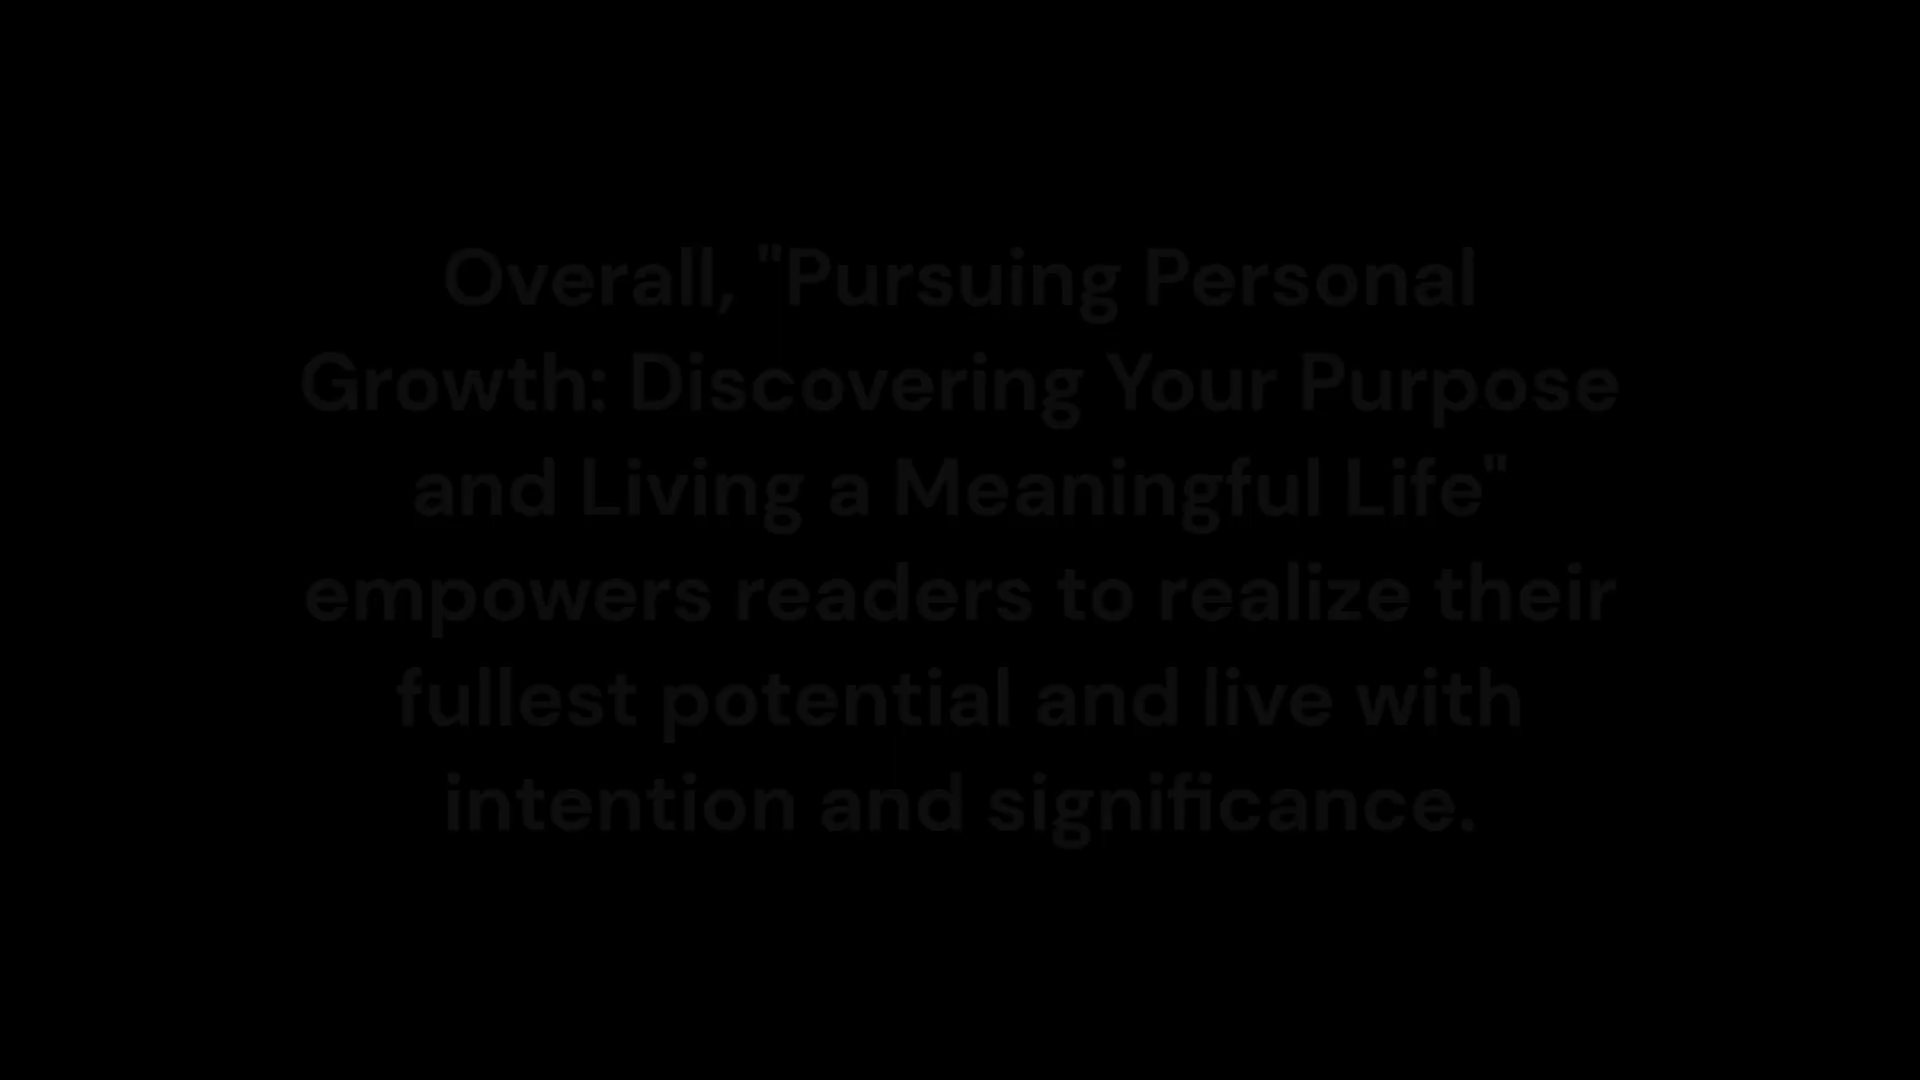 Overall, "Pursuing Personal
Growth: Discovering Your Purpose
and Living a Meaningful Life"
empowers readers to realize their
fullest potential and live with
intention and significance.